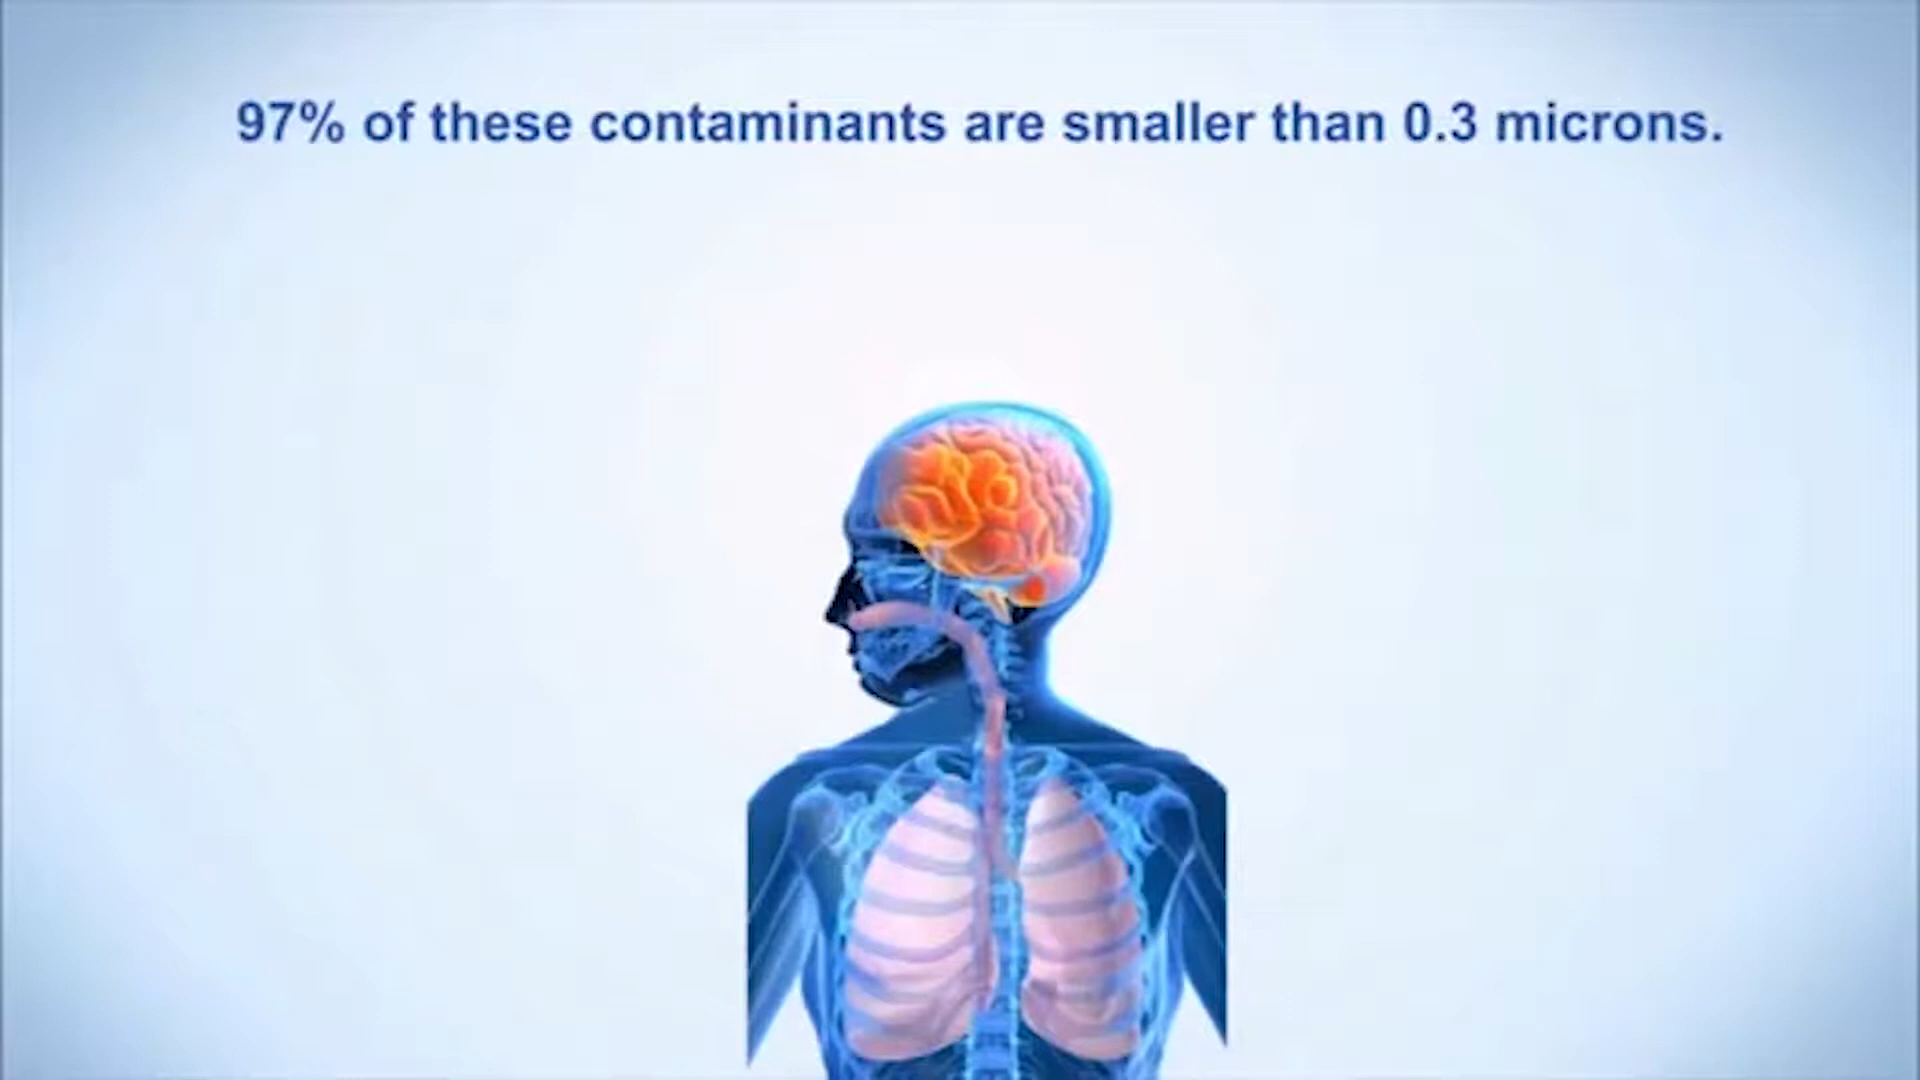 97% of these contaminants are smaller than 0.3 microns.